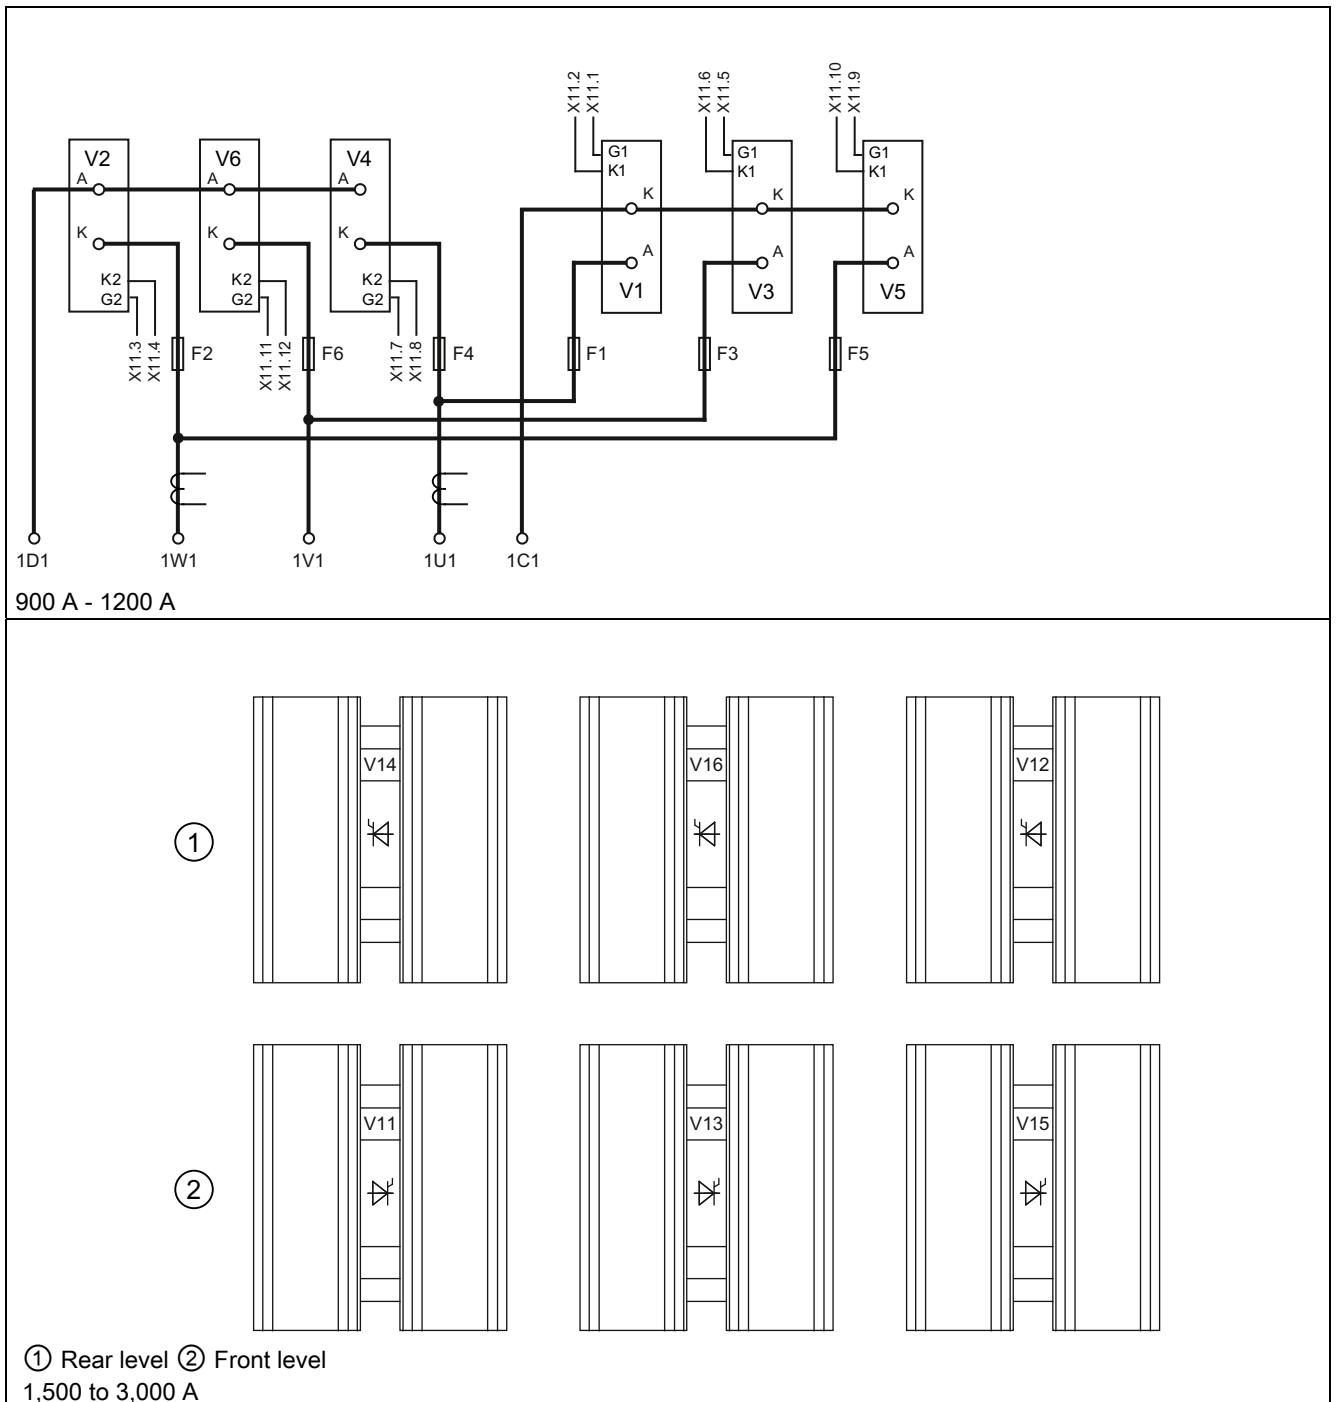 X11.2
X11.1
X11.6
X11.5
X11.10
X11.9
V2
V6
V4
A
A
A
K
K
K
K2
G2
K2
G2
K2
G2
G1
K1
G1
K1
G1
K1
K
K
K
A
A
A
V1
V3
V5
X11.3
X11.4
F2
X11.11
X11.12
F6
X11.7
X11.8
F4
F1
F3
F5
1D1
1W1
1V1
1U1
1C1
900 A - 1200 A
V14
V16
V12
1
V11
V13
V15
2
① Rear level ② Front level
1,500 to 3,000 A